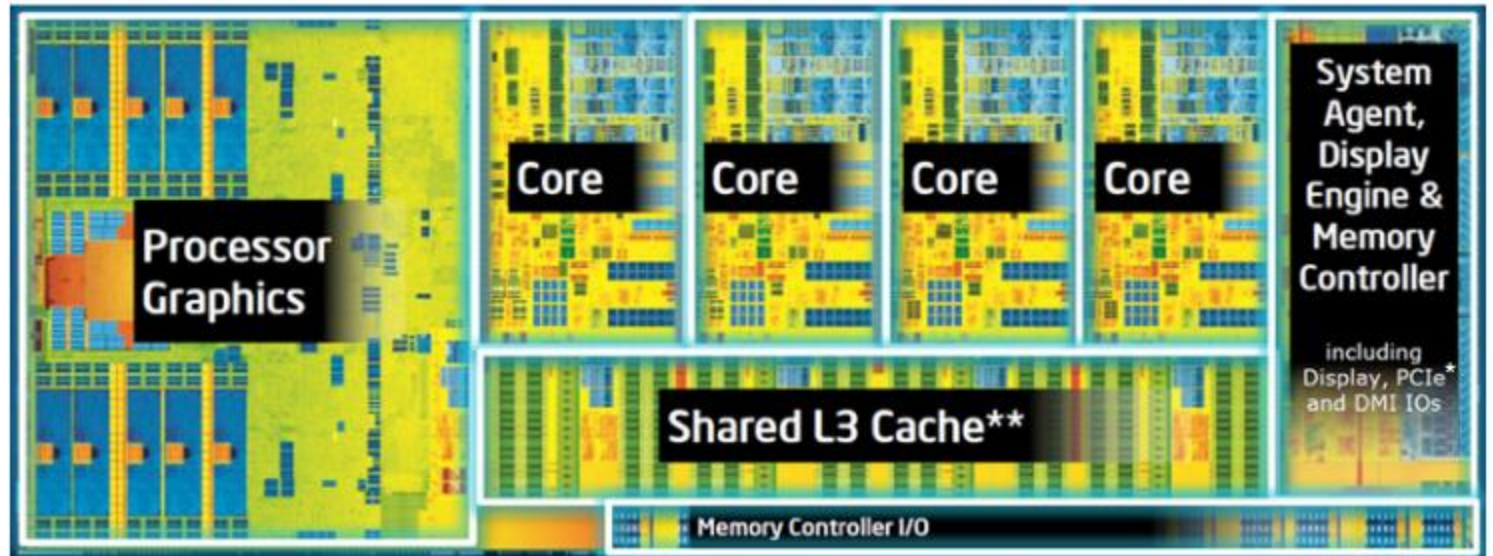 Processor
Graphics
Core
Core
Core
Core
System
Agent,
Display
Engine &
Memory
Controller
including
Display, PCIe*
and DMI IOs
Shared L3 Cache**
Memory Controller I/O